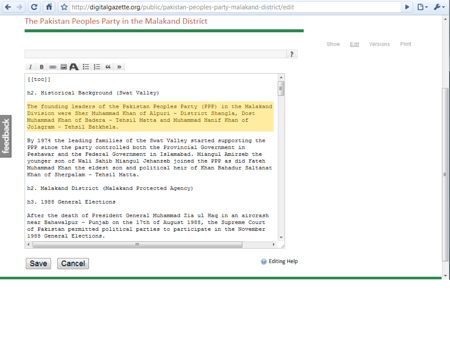 http://digitalgazette.org/public/pakistan-peoples-party-malakand-district/edit
The Pakistan Peoples Party in the Malakand District
Show Edit Versions Print
?
I B A
feedback
[[toc]]
h2. Historical Background (Swat Valley)
The founding leaders of the Pakistan Peoples Party (PPP) in the Malakand
Division were Sher Muhammad Khan of Alpuri - District Shangla, Dost
Muhammad Khan of Badera - Tehsil Matta and Muhammad Hanif Khan of
Jolagram - Tehsil Batkhela.
By 1974 the leading families of the Swat Valley started supporting the
PPP since the party controlled both the Provincial Government in
Peshawar and the Federal Government in Islamabad. Miangul Amirzeb the
younger son of Wali Sahib Miangul Jehanzeb joined the PPP as did Fateh
Muhammad Khan the eldest son and political heir of Khan Bahadur Saltanat
Khan of Sherpalam - Tehsil Matta.
h2. Malakand District (Malakand Protected Agency)
h3. 1988 General Elections
After the death of President General Muhammad Zia ul Haq in an aircrash
near Bahawalpur - Punjab on the 17th of August 1988, the Supreme Court
of Pakistan permitted political parties to participate in the November
1988 General Elections.
Save Cancel
Editing Help